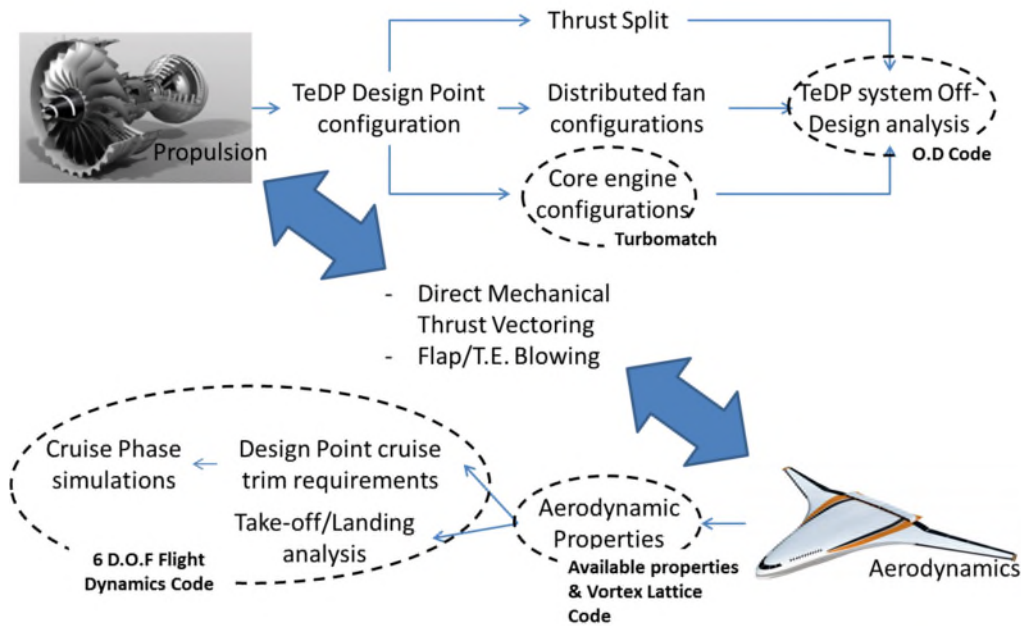 Thrust Split
Propulsion
TeDP Design Point
configuration
Distributed fan
configurations
TeDP system Off-
Design analysis
O.D Code
Core engine
configurations
Turbomatch
- Direct Mechanical
Thrust Vectoring
- Flap/T.E. Blowing
Cruise Phase
simulations
Design Point cruise
trim requirements
Take-off/Landing
analysis
6 D.O.F Flight
Dynamics Code
Aerodynamic
Properties
Available properties
& Vortex Lattice
Code
Aerodynamics